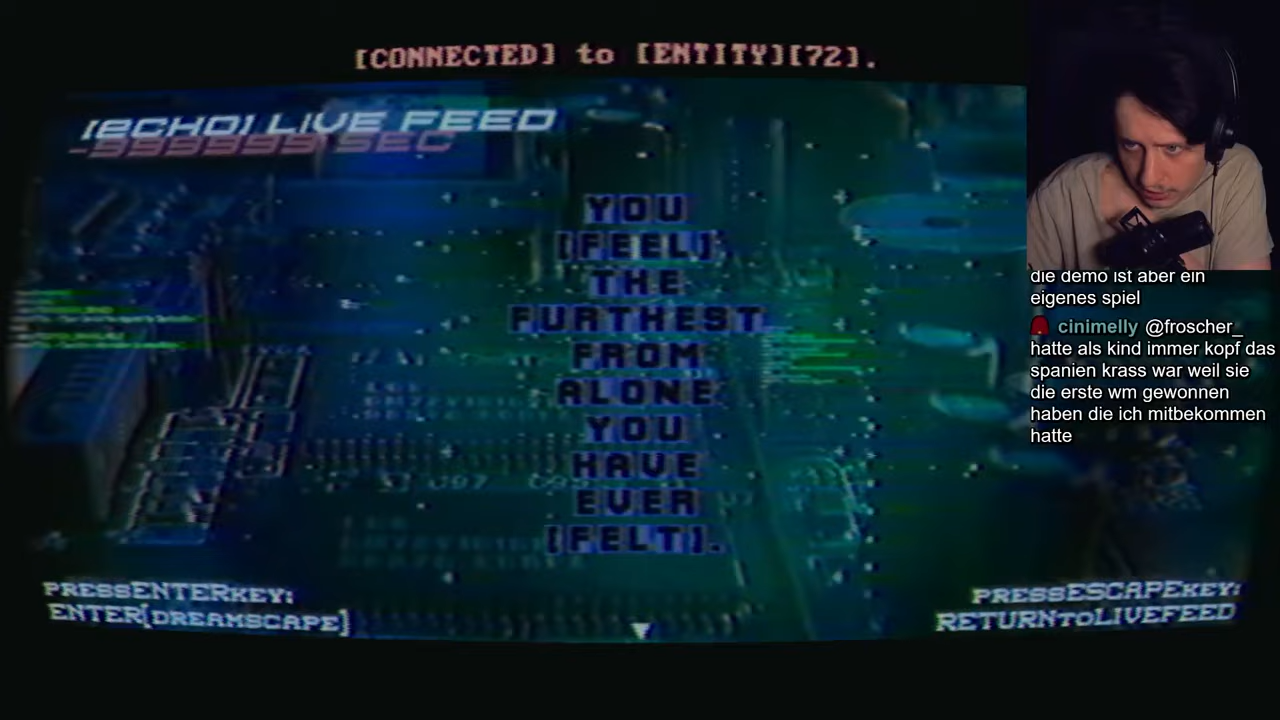 [CONNECTED] to [ENTITY][72].
[eCHO] LIVE FEED
-999999 SEC
YOU
[FEEL]
THE
FURTHEST
FROM
ALONE
YOU
HAVE
EVER
[FELT].
PRESSENTERKEY:
ENTER[DREAMSCAPE]
PRESSESCAPEKEY:
RETURNtoLIVEFEED
die demo ist aber ein
eigenes spiel
cinimelly @froscher_
hatte als kind immer kopf das
spanien krass war weil sie
die erste wm gewonnen
haben die ich mitbekommen
hatte